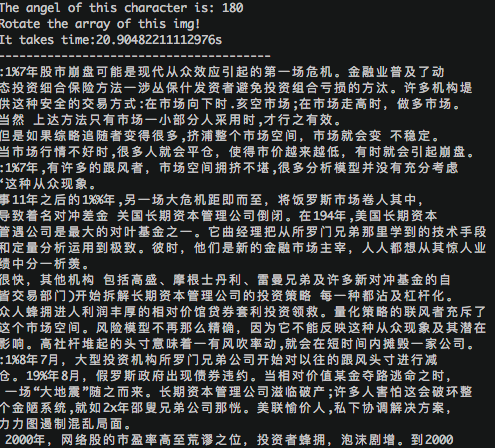 The angel of this character is: 180
Rotate the array of this img!
It takes time:20.90482211112976s
---------------------------------------
:1%7年股市崩盘可能是现代从众效应引起的第一场危机。金融业普及了动
态投资细合保险方法一涉丛保什发资者避免投资组合亏损的方汰。许多机构堤
供这种安全的交易方式:在市场向下时.亥空市场;在市场走高时，做多市场。
当然 上达方法只有市场一小部分人采用时,才行之有效。
但是如果综略追随者变得很多,挤浦整个市场空间，市场就会变 不稳定。
当市场行情不好时,很多人就会平仓，使得市价越来越低，有时就会引起崩盘。
:1%7年,有许多的跟风者，市场空间拥挤不堪,很多分析模型并没有充分考虑
‘这种从众现象。
事11年之后的1%%年,另一场大危机距即而至，将饭罗斯市场卷人其中,
导致着名对冲差金 关国长期资本管理公司倒闭。在194年,美国长期资本
管遇公司是最大的对叶基金之一。它曲经理把从所罗门兄弟那里学到的技术手段
和定量分析运用到极致。彼时，他们是新的金融市场主宰，人人都想从其惊人业
绩中分一析羡。
很快，其他机构 包括高盛、摩根士丹利、雷曼兄弟及许多新对冲基金的自
皆交易部门)开始拆解长期资本管理公司的投资策略 每一种都沾及杠杆化。
众人蜂拥进人利润丰厚的相对价馆贷券套利投资领救。量化策略的联风者充斥了
这个市场空间。风险模型不再那么精确，因为它不能反映这种从众现象及其潜在
影响。高社杆堆起的头寸意味着一有风吹率动,就会在短时间内摊毁一家公司。
:1%8年7月，大型投资机构所罗门兄弟公司开始对以往的跟风头寸进行减
仓。19%年8月，假罗斯政府出现债券违约。当相对价值某金夺路逃命之时,
 一场“大地震”随之而来。长期资本管理公司滋临破产;许多人害怕这会破环整
个金陋系统,就如2x年邵叟兄弟公司那恍。美联愉价人,私下协调解决方案,
力力图遏制混乱局面。
 2000年，网络股的市盈率高至荒谬之位，投资者蜂拥，泡沫剧增。到2000